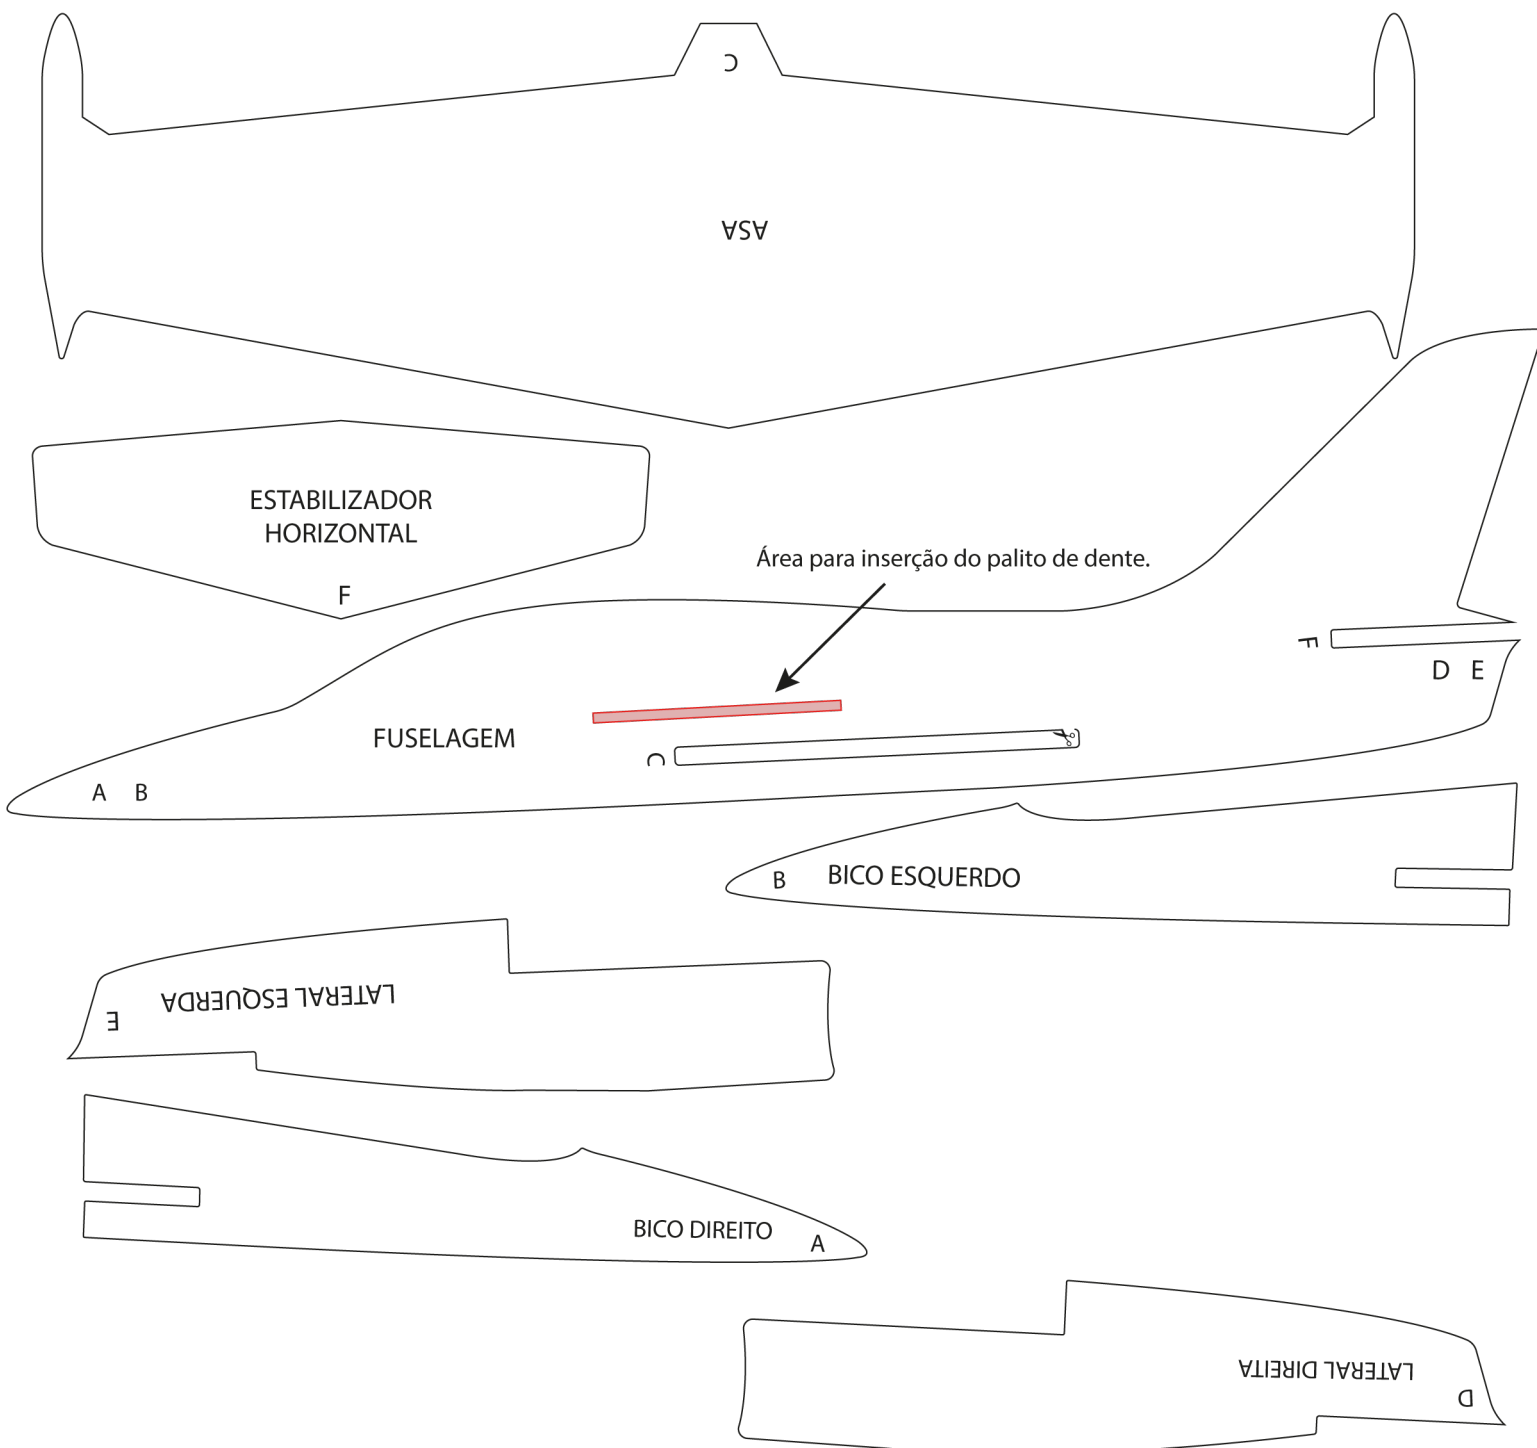 C
ASA
ESTABILIZADOR
HORIZONTAL
F
Área para inserção do palito de dente.
F
D E
FUSELAGEM
C
A B
B BICO ESQUERDO
LATERAL ESQUERDA
E
BICO DIREITO A
LATERAL DIREITA
D